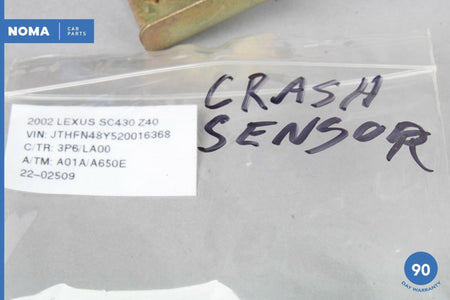 NOMA CAR PARTS
CRASH
SENSOR
2002 LEXUS SC430 Z40
VIN: JTHFN48Y520016368
C/TR: 3P6/LA00
A/TM: A01A/A650E
22-02509
90
DAY WARRANTY